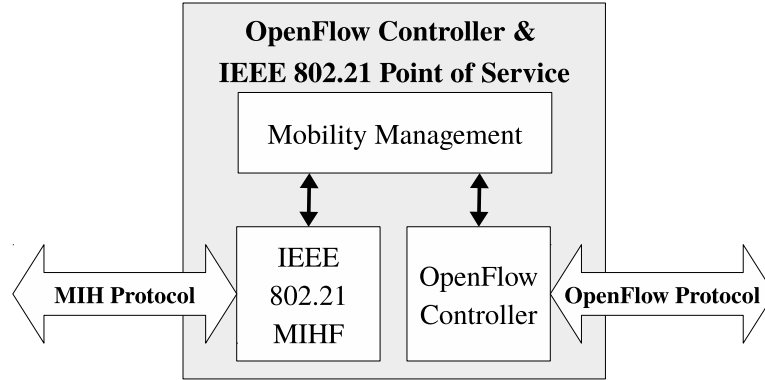 OpenFlow Controller &
IEEE 802.21 Point of Service
Mobility Management
IEEE
802.21
MIHF
OpenFlow
Controller
MIH Protocol
OpenFlow Protocol